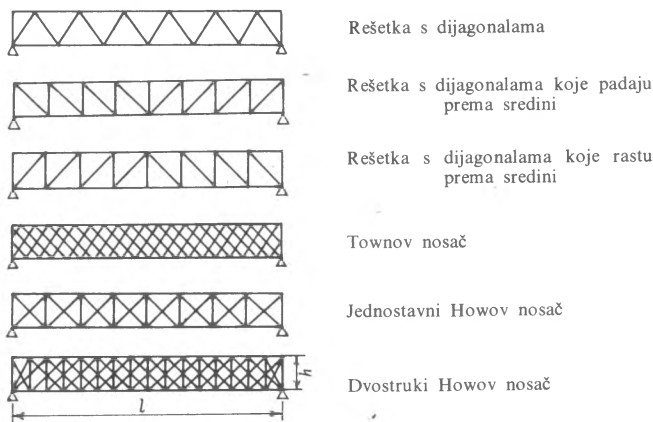 Rešetka s dijagonalama
Rešetka s dijagonalama koje padaju
prema sredini
Rešetka s dijagonalama koje rastu
prema sredini
Townov nosač
Jednostavni Howov nosač
h
Dvostruki Howov nosač
l